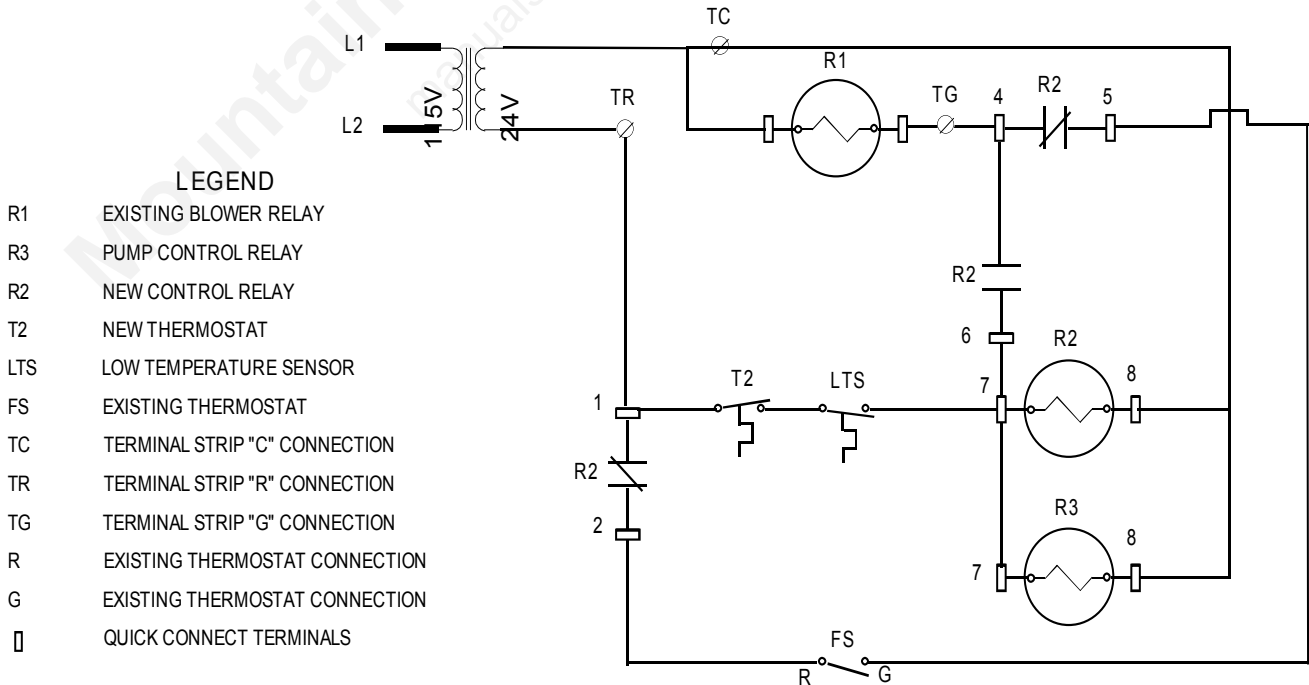 TC
L1
R1
115V
24V
TR
TG
4
R2
5
L2
LEGEND
R1 EXISTING BLOWER RELAY
R3 PUMP CONTROL RELAY
R2 NEW CONTROL RELAY
T2 NEW THERMOSTAT
LTS LOW TEMPERATURE SENSOR
FS EXISTING THERMOSTAT
TC TERMINAL STRIP "C" CONNECTION
TR TERMINAL STRIP "R" CONNECTION
TG TERMINAL STRIP "G" CONNECTION
R EXISTING THERMOSTAT CONNECTION
G EXISTING THERMOSTAT CONNECTION
QUICK CONNECT TERMINALS
R2
6
R2
1
T2
LTS
7
8
R2
2
R3
7
8
FS
R
G
Mountain
manuals